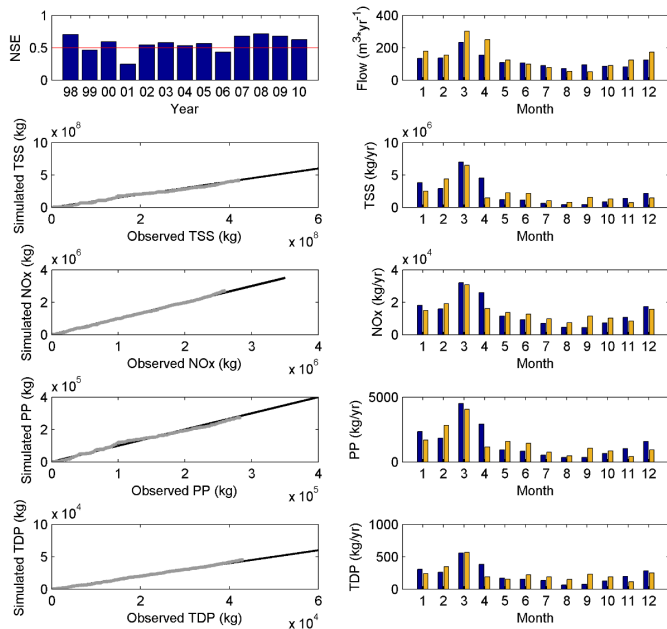 NSE
1
0.5
0
98 99 00 01 02 03 04 05 06 07 08 09 10
Year
Flow (m³*yr⁻¹)
400
200
0
1 2 3 4 5 6 7 8 9 10 11 12
Month
Simulated TSS (kg)
x 10⁸
10
5
0
0 2 4 6
Observed TSS (kg)
x 10⁸
TSS (kg/yr)
x 10⁶
10
5
0
1 2 3 4 5 6 7 8 9 10 11 12
Month
Simulated NOx (kg)
x 10⁶
4
2
0
0 1 2 3 4
Observed NOx (kg)
x 10⁶
NOx (kg/yr)
x 10⁴
4
2
0
1 2 3 4 5 6 7 8 9 10 11 12
Month
Simulated PP (kg)
x 10⁵
4
2
0
0 1 2 3 4
Observed PP (kg)
x 10⁵
PP (kg/yr)
5000
0
1 2 3 4 5 6 7 8 9 10 11 12
Month
Simulated TDP (kg)
x 10⁴
10
5
0
0 2 4 6
Observed TDP (kg)
x 10⁴
TDP (kg/yr)
1000
500
0
1 2 3 4 5 6 7 8 9 10 11 12
Month